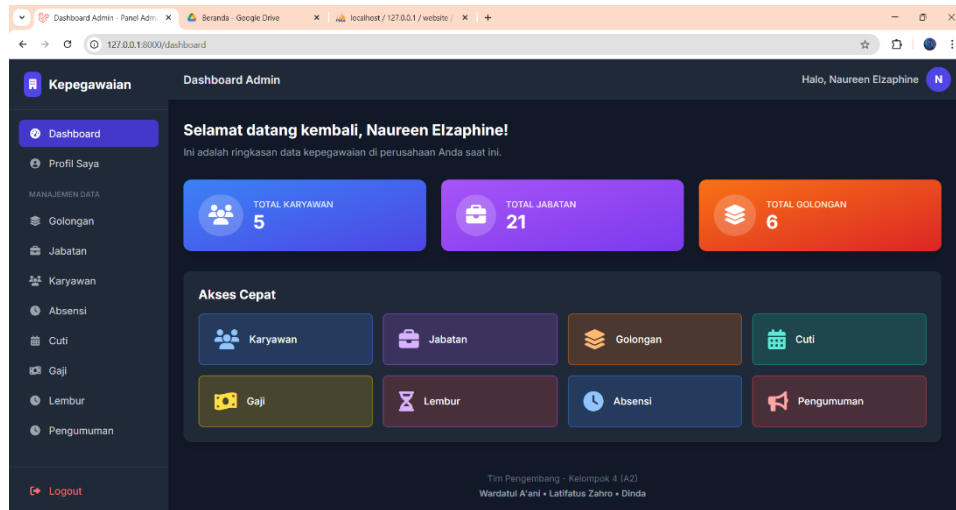 Dashboard Admin - Panel Adm
Beranda - Google Drive
localhost / 127.0.0.1 / website /
127.0.0.1:8000/dashboard
Kepegawaian
Dashboard Admin
Halo, Naureen Elzaphine
N
Dashboard
Profil Saya
MANAJEMEN DATA
Golongan
Jabatan
Karyawan
Absensi
Cuti
Gaji
Lembur
Pengumuman
Logout
Selamat datang kembali, Naureen Elzaphine!
Ini adalah ringkasan data kepegawaian di perusahaan Anda saat ini.
TOTAL KARYAWAN
5
TOTAL JABATAN
21
TOTAL GOLONGAN
6
Akses Cepat
Karyawan
Jabatan
Golongan
Cuti
Gaji
Lembur
Absensi
Pengumuman
Tim Pengembang - Kelompok 4 (A2)
Wardatul A'ani • Latifatus Zahro • Dinda